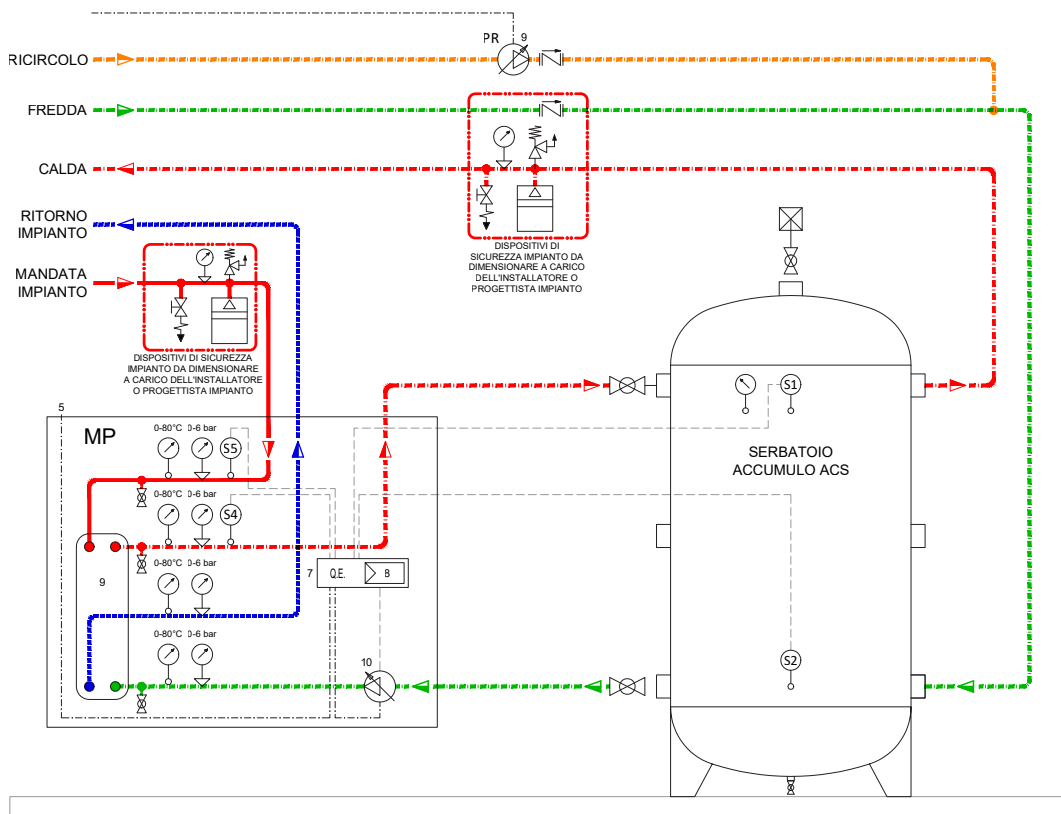 PR 9
RICIRCOLO
FREDDA
CALDA
RITORNO
IMPIANTO
MANDATA
IMPIANTO
DISPOSITIVI DI
SICUREZZA IMPIANTO DA
DIMENSIONARE A CARICO
DELL'INSTALLATORE O
PROGETTISTA IMPIANTO
DISPOSITIVI DI SICUREZZA
IMPIANTO DA DIMENSIONARE
A CARICO DELL'INSTALLATORE
O PROGETTISTA IMPIANTO
5
MP
0-80°C 0-6 bar
S5
S1
SERBATOIO
ACCUMULO ACS
0-80°C 0-6 bar
S4
0-80°C 0-6 bar
7 Q.E. B
9
0-80°C 0-6 bar
10
S2